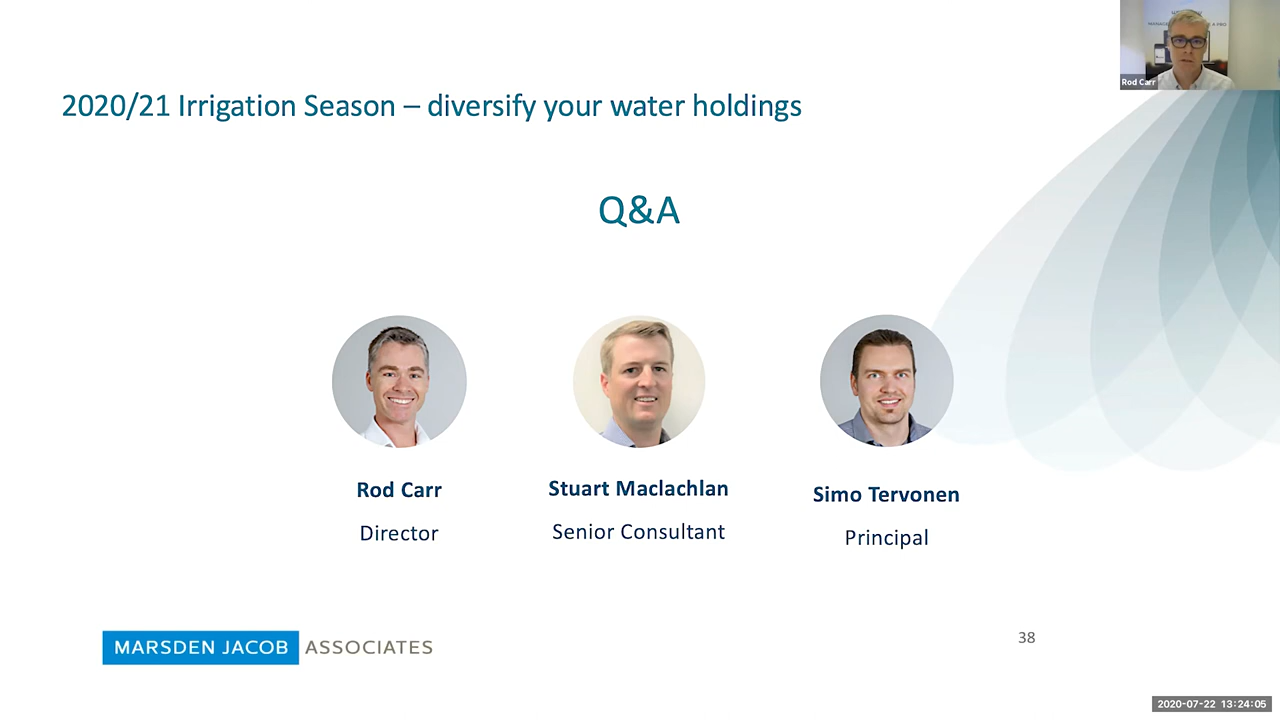 Rod Carr
2020/21 Irrigation Season – diversify your water holdings
Q&A
Rod Carr
Director
Stuart Maclachlan
Senior Consultant
Simo Tervonen
Principal
MARSDEN JACOB ASSOCIATES
38
2020-07-22 13:24:05